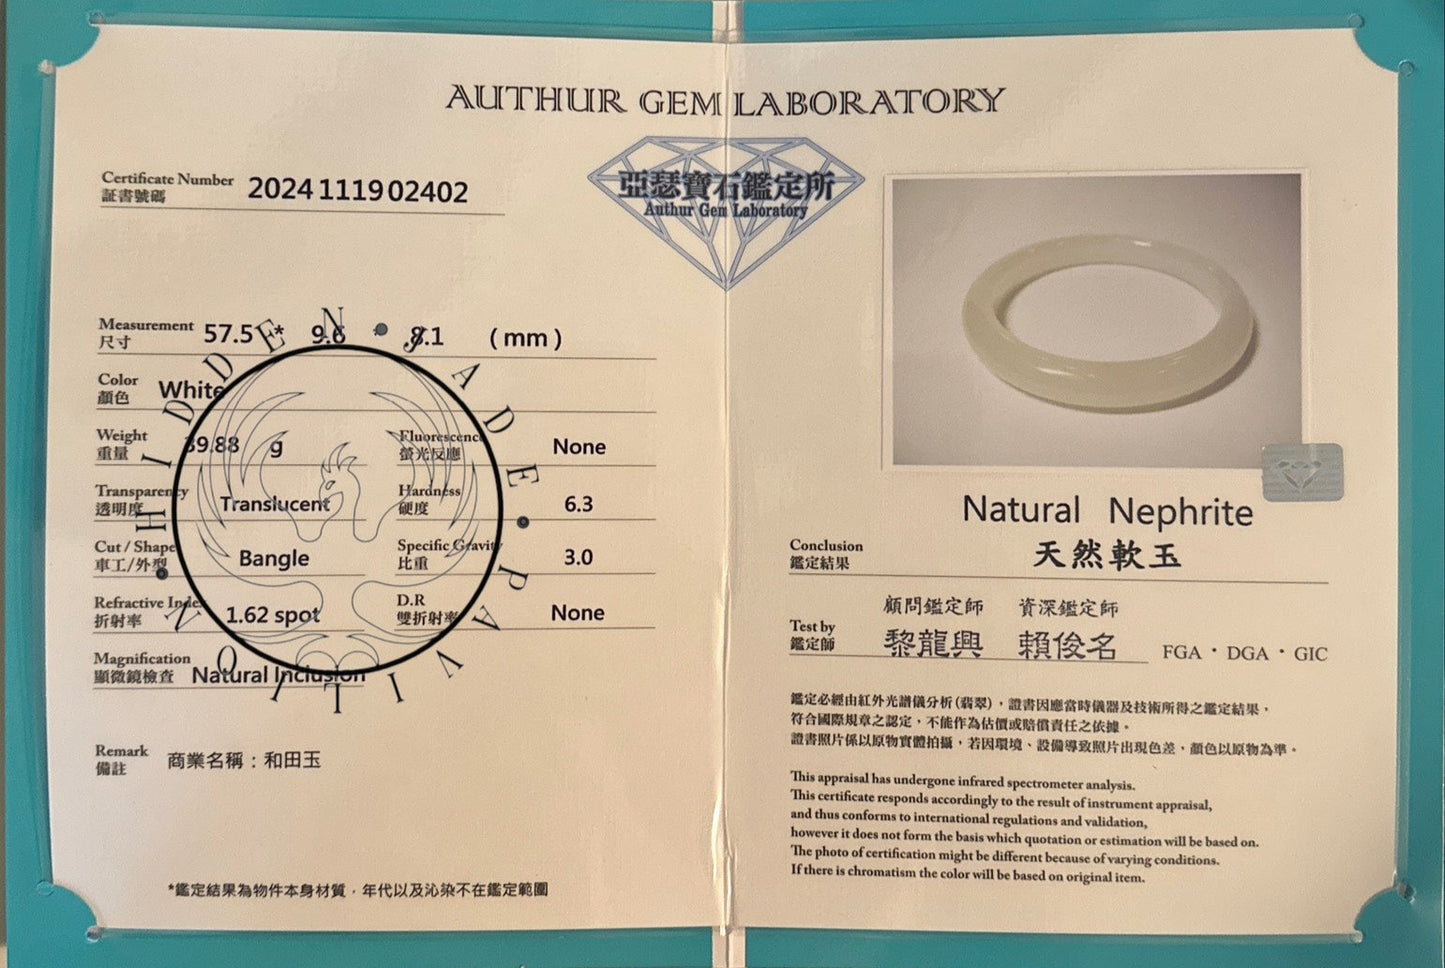 AUTHUR GEM LABORATORY
亞瑟寶石鑑定所
Authur Gem Laboratory
Certificate Number
証書號碼
2024111902402
Measurement
尺寸
57.5 * 9.6 * 8.1 (mm)
Color
顏色
White
Weight
重量
39.88 g
Fluorescence
螢光反應
None
Transparency
透明度
Translucent
Hardness
硬度
6.3
Cut / Shape
車工/外型
Bangle
Specific Gravity
比重
3.0
Refractive Index
折射率
1.62 spot
D.R
雙折射率
None
Magnification
顯微鏡檢查
Natural Inclusion
Remark
備註
商業名稱：和田玉
*鑑定結果為物件本身材質，年代以及沁染不在鑑定範圍
HIDDEN JADE PAVILION
Natural Nephrite
Conclusion
鑑定結果
天然軟玉
顧問鑑定師 資深鑑定師
Test by
鑑定師
黎龍興 賴俊名 FGA・DGA・GIC
鑑定必經由紅外光譜儀分析(翡翠)，證書因應當時儀器及技術所得之鑑定結果，
符合國際規章之認定，不能作為估價或賠償責任之依據。
證書照片係以原物實體拍攝，若因環境、設備導致照片出現色差，顏色以原物為準。
This appraisal has undergone infrared spectrometer analysis.
This certificate responds accordingly to the result of instrument appraisal,
and thus conforms to international regulations and validation,
however it does not form the basis which quotation or estimation will be based on.
The photo of certification might be different because of varying conditions.
If there is chromatism the color will be based on original item.